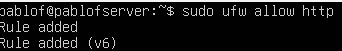 pablof@pablofserver:~$ sudo ufw allow http
Rule added
Rule added (v6)